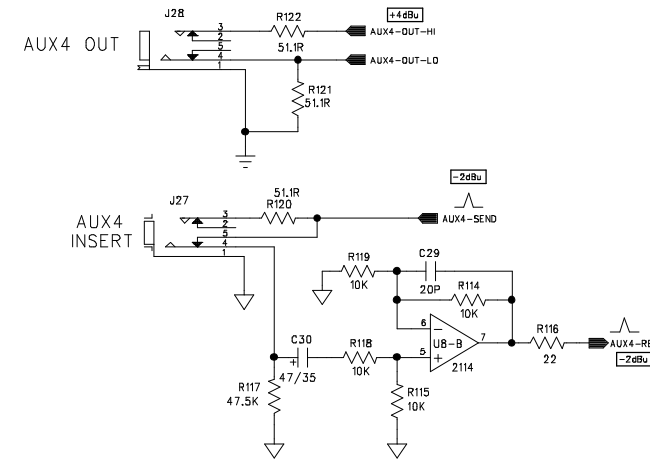 J28
AUX4 OUT
3
2
5
4
1
R122
51.1R
+4dBu
AUX4-OUT-HI
AUX4-OUT-LO
R121
51.1R
J27
AUX4
INSERT
3
2
5
4
1
51.1R
R120
-2dBu
AUX4-SEND
R119
10K
C29
20P
R114
10K
6
-
U8-B
7
5
+
2114
R116
22
AUX4-RE
-2dBu
C30
+
47/35
R118
10K
R117
47.5K
R115
10K